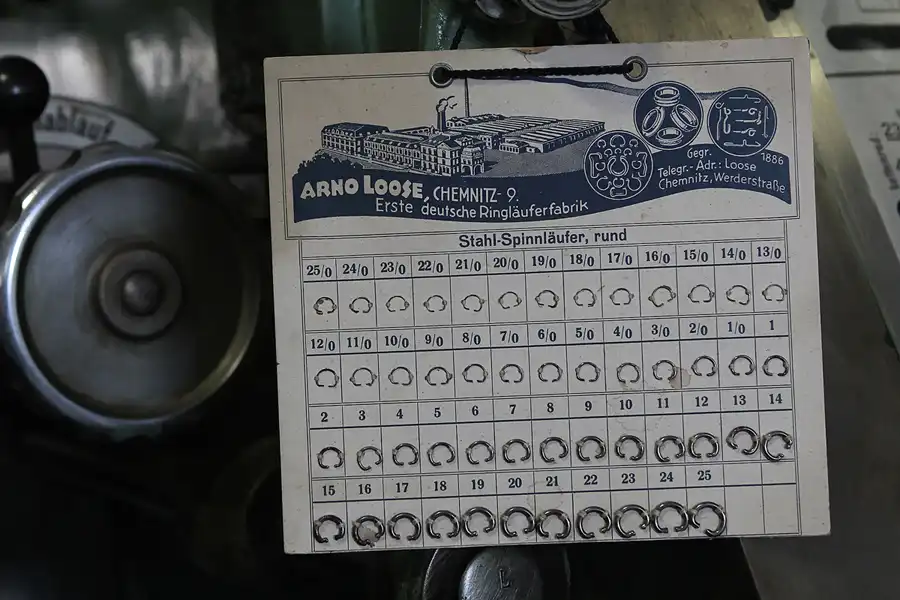 ablauf
Gegr. 1886
Telegr.-Adr.: Loose
Chemnitz, Werderstraße
ARNO LOOSE, CHEMNITZ 9.
Erste deutsche Ringläuferfabrik
Stahl-Spinnläufer, rund
25/0 24/0 23/0 22/0 21/0 20/0 19/0 18/0 17/0 16/0 15/0 14/0 13/0
12/0 11/0 10/0 9/0 8/0 7/0 6/0 5/0 4/0 3/0 2/0 1/0 1
2 3 4 5 6 7 8 9 10 11 12 13 14
15 16 17 18 19 20 21 22 23 24 25